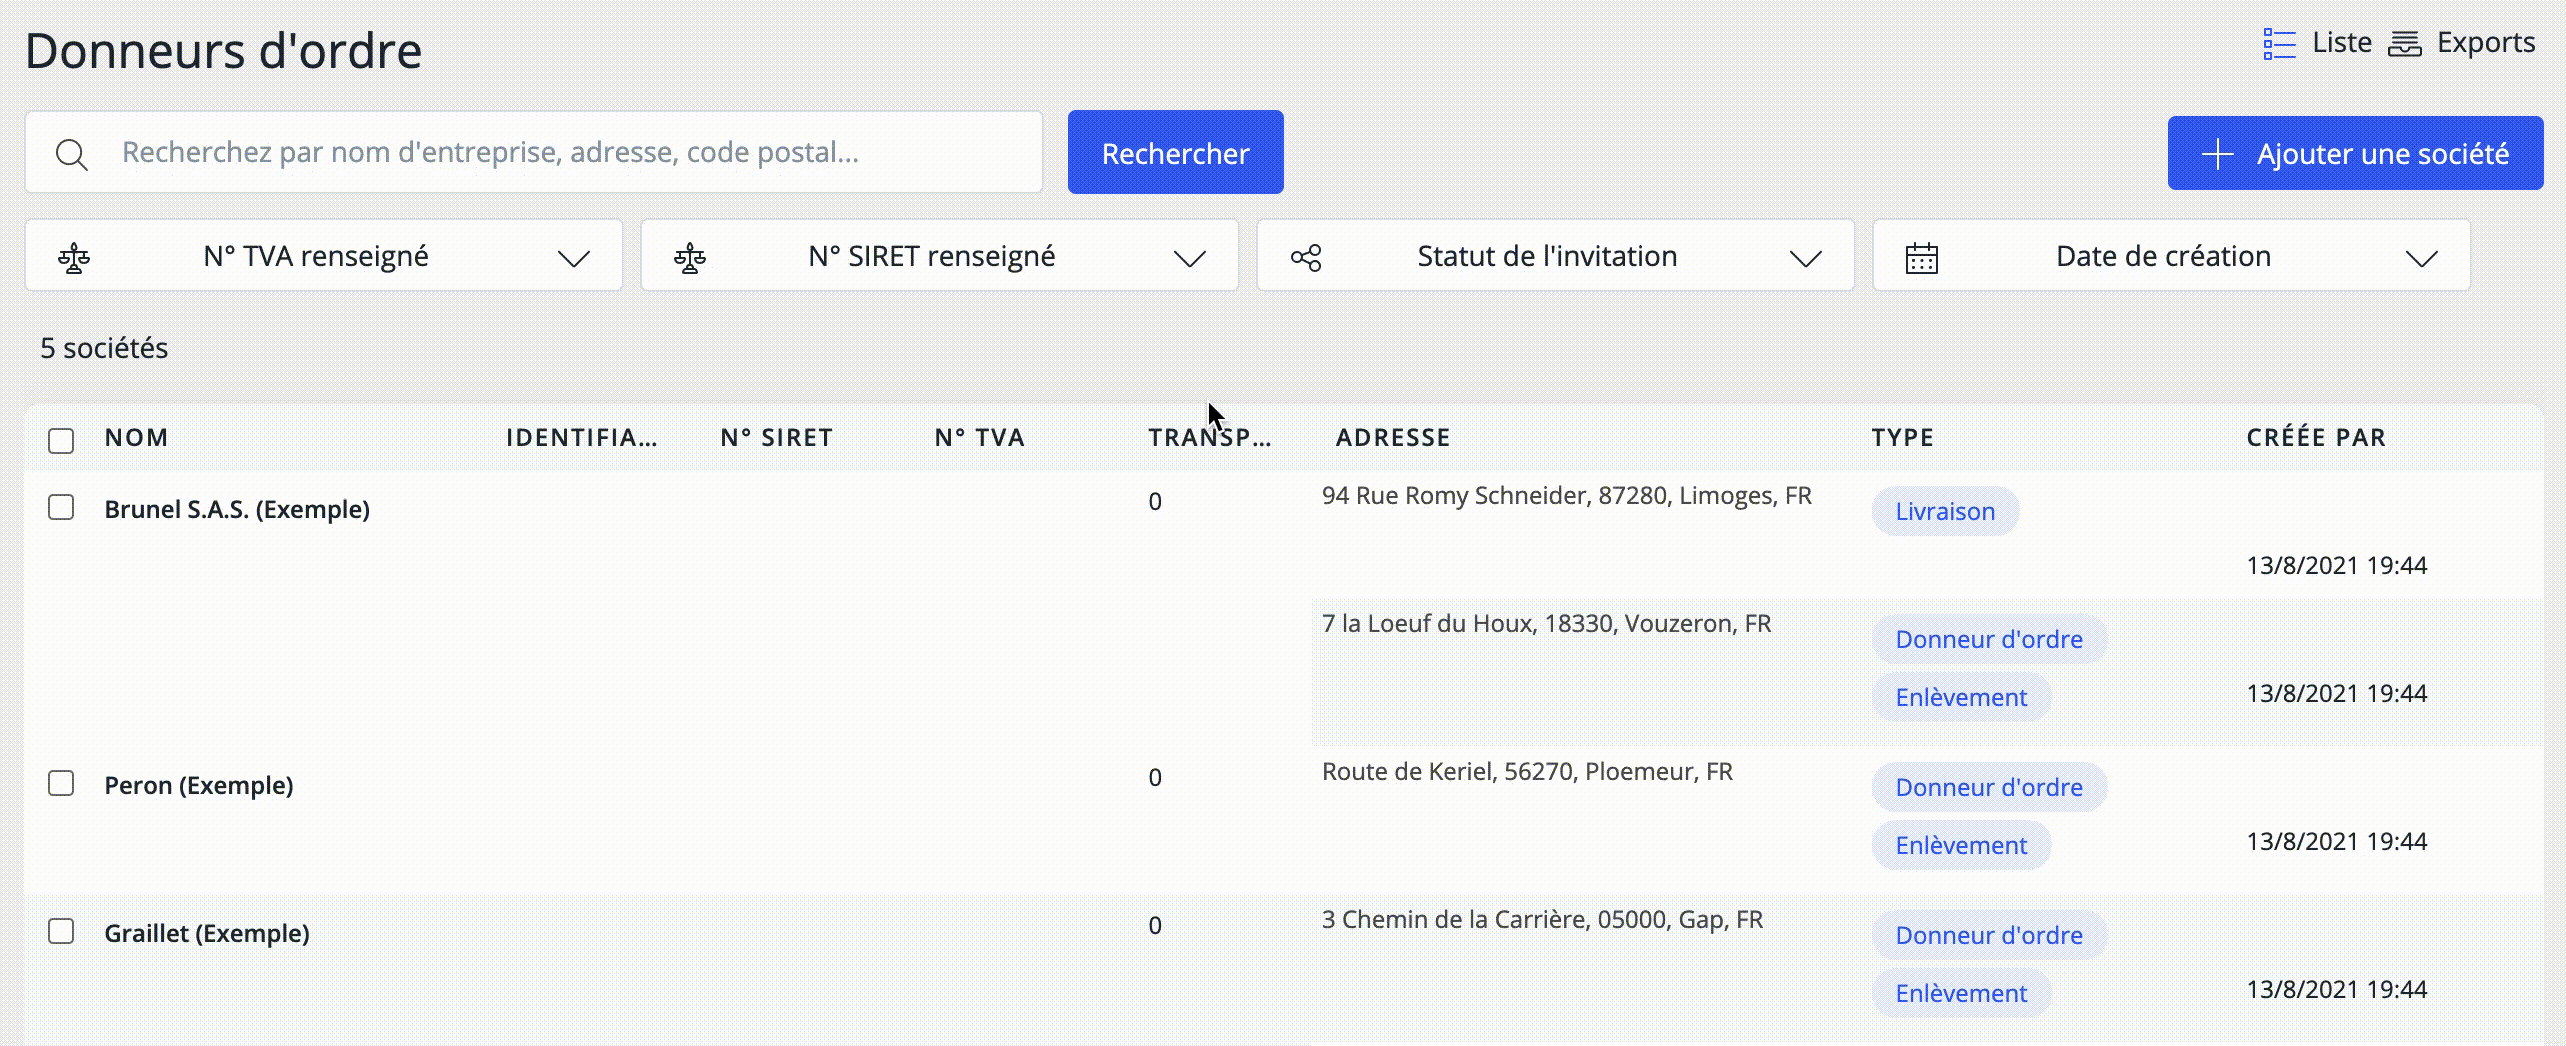 Donneurs d'ordre
Liste Exports
Recherchez par nom d'entreprise, adresse, code postal...
Rechercher
Ajouter une société
N° TVA renseigné
N° SIRET renseigné
Statut de l'invitation
Date de création
5 sociétés
NOM IDENTIFIA... N° SIRET N° TVA TRANSP... ADRESSE TYPE CRÉÉE PAR
Brunel S.A.S. (Exemple) 0 94 Rue Romy Schneider, 87280, Limoges, FR Livraison
13/8/2021 19:44
7 la Loeuf du Houx, 18330, Vouzeron, FR Donneur d'ordre
Enlèvement 13/8/2021 19:44
Peron (Exemple) 0 Route de Keriel, 56270, Ploemeur, FR Donneur d'ordre
Enlèvement 13/8/2021 19:44
Graillet (Exemple) 0 3 Chemin de la Carrière, 05000, Gap, FR Donneur d'ordre
Enlèvement 13/8/2021 19:44